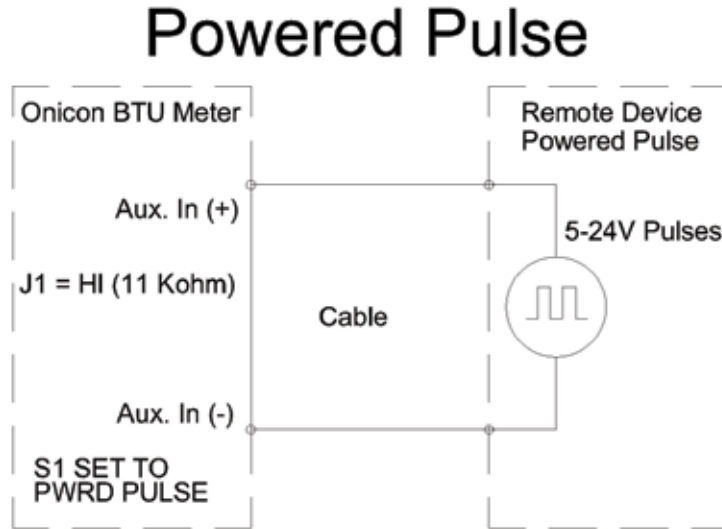 Powered Pulse
Onicon BTU Meter
Remote Device
Powered Pulse
Aux. In (+)
5-24V Pulses
J1 = HI (11 Kohm)
Cable
Aux. In (-)
S1 SET TO
PWRD PULSE